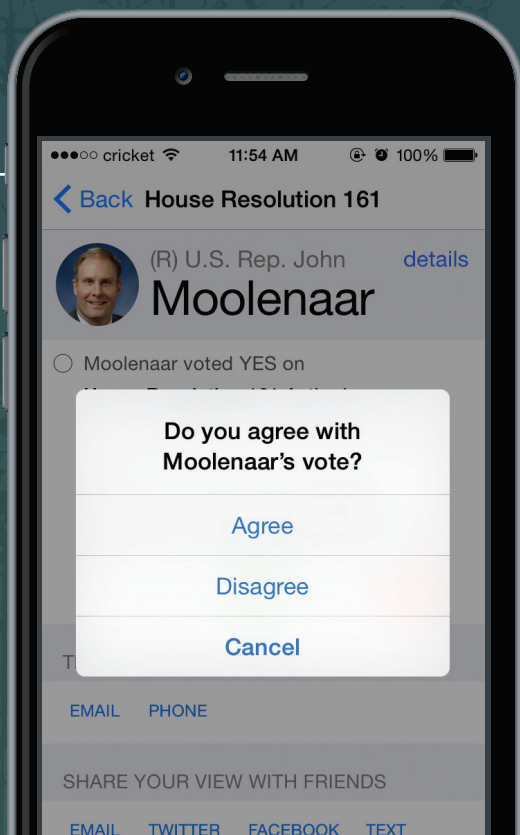 cricket 11:54 AM 100%
Back House Resolution 161
(R) U.S. Rep. John details
Moolenaar
Moolenaar voted YES on
Do you agree with
Moolenaar's vote?
Agree
Disagree
Cancel
EMAIL PHONE
SHARE YOUR VIEW WITH FRIENDS
EMAIL TWITTER FACEBOOK TEXT